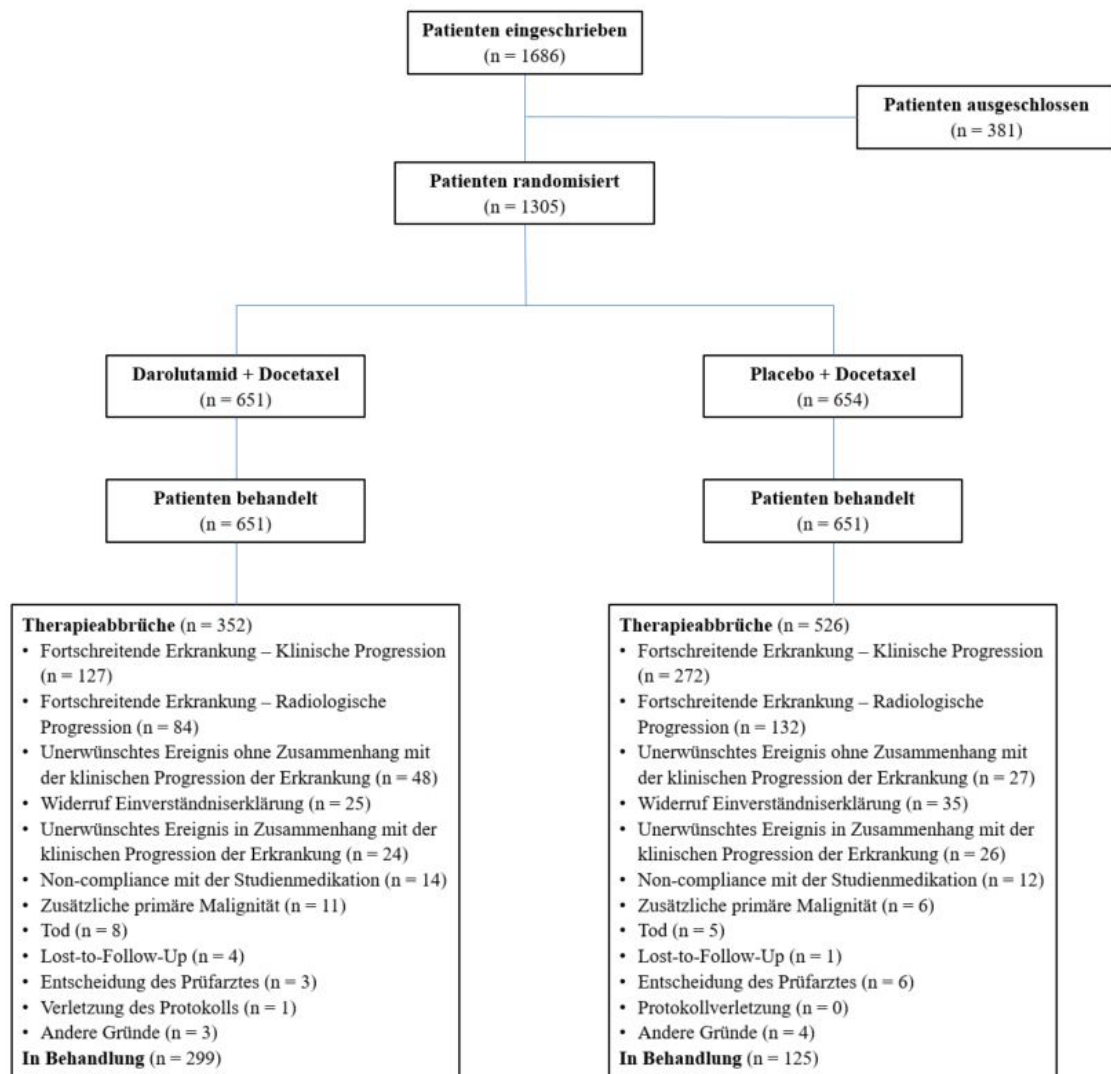 Patienten eingeschrieben
(n = 1686)
Patienten ausgeschlossen
(n = 381)
Patienten randomisiert
(n = 1305)
Darolutamid + Docetaxel
(n = 651)
Placebo + Docetaxel
(n = 654)
Patienten behandelt
(n = 651)
Patienten behandelt
(n = 651)
Therapieabbrüche (n = 352)
• Fortschreitende Erkrankung – Klinische Progression
(n = 127)
• Fortschreitende Erkrankung – Radiologische
Progression (n = 84)
• Unerwünschtes Ereignis ohne Zusammenhang mit
der klinischen Progression der Erkrankung (n = 48)
• Widerruf Einverständniserklärung (n = 25)
• Unerwünschtes Ereignis in Zusammenhang mit der
klinischen Progression der Erkrankung (n = 24)
• Non-compliance mit der Studienmedikation (n = 14)
• Zusätzliche primäre Malignität (n = 11)
• Tod (n = 8)
• Lost-to-Follow-Up (n = 4)
• Entscheidung des Prüfarztes (n = 3)
• Verletzung des Protokolls (n = 1)
• Andere Gründe (n = 3)
In Behandlung (n = 299)
Therapieabbrüche (n = 526)
• Fortschreitende Erkrankung – Klinische Progression
(n = 272)
• Fortschreitende Erkrankung – Radiologische
Progression (n = 132)
• Unerwünschtes Ereignis ohne Zusammenhang mit
der klinischen Progression der Erkrankung (n = 27)
• Widerruf Einverständniserklärung (n = 35)
• Unerwünschtes Ereignis in Zusammenhang mit der
klinischen Progression der Erkrankung (n = 26)
• Non-compliance mit der Studienmedikation (n = 12)
• Zusätzliche primäre Malignität (n = 6)
• Tod (n = 5)
• Lost-to-Follow-Up (n = 1)
• Entscheidung des Prüfarztes (n = 6)
• Protokollverletzung (n = 0)
• Andere Gründe (n = 4)
In Behandlung (n = 125)